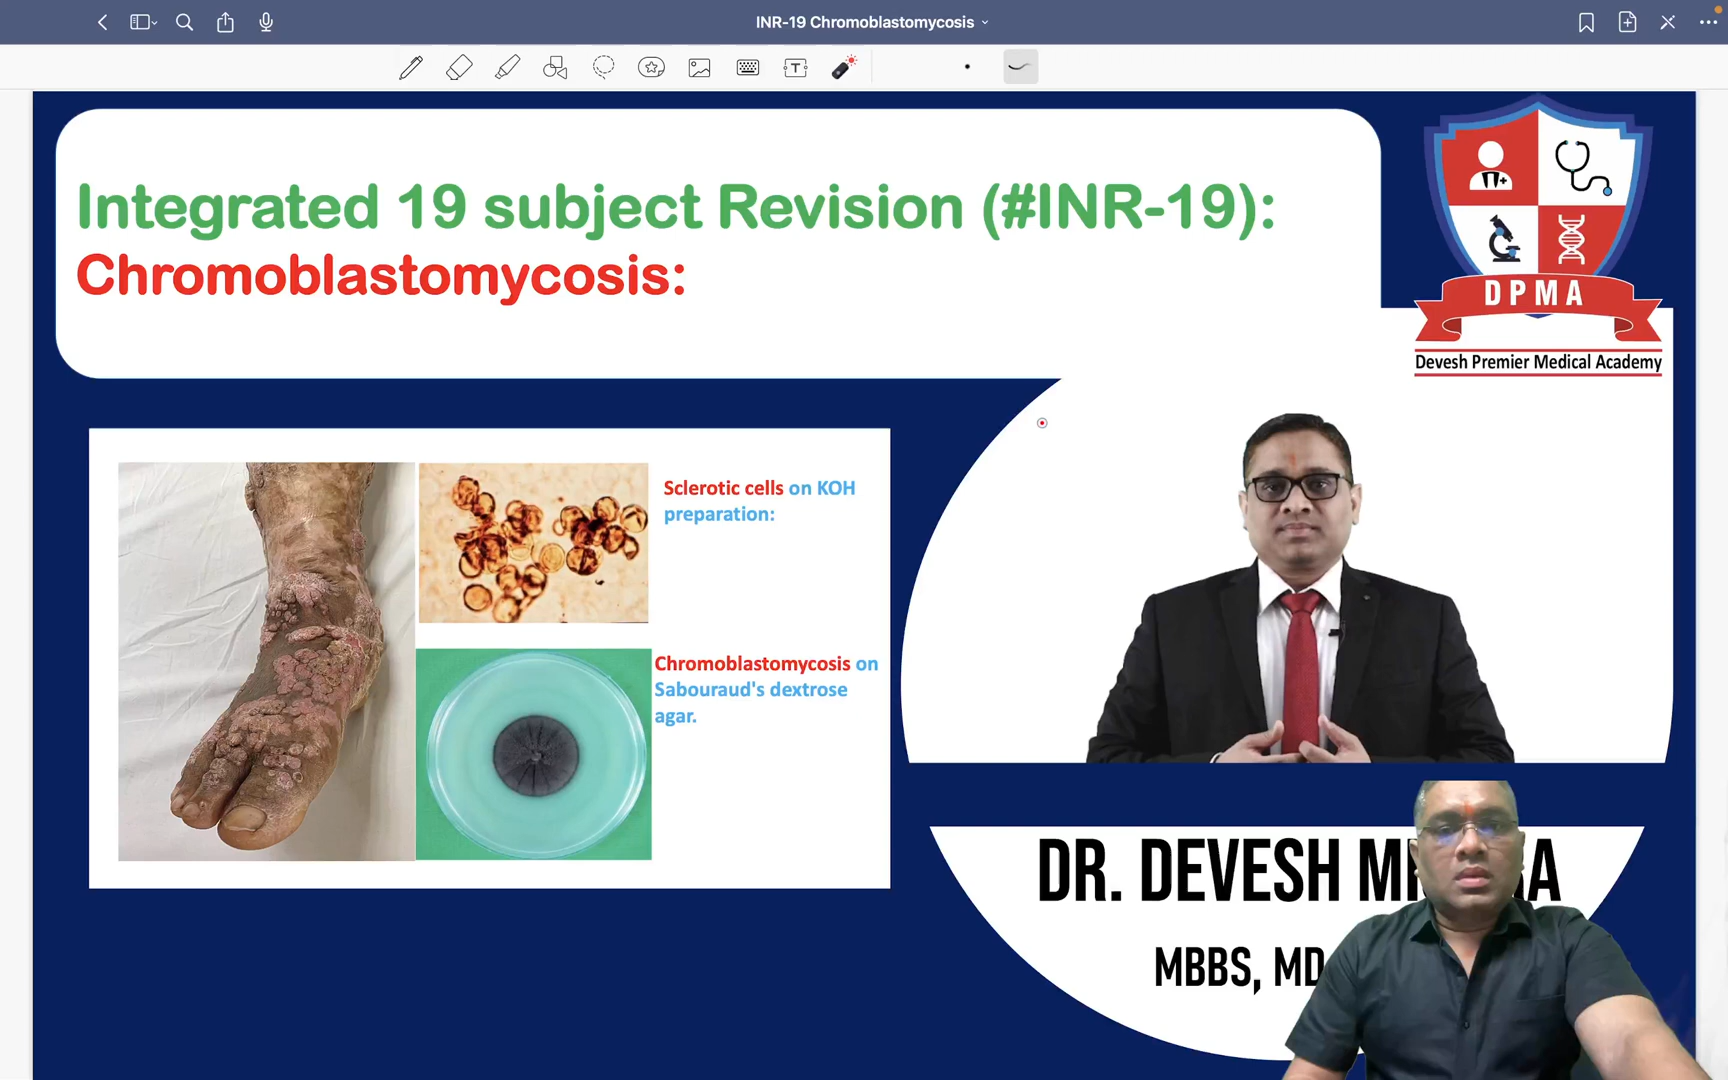 INR-19 Chromoblastomycosis
Integrated 19 subject Revision (#INR-19):
Chromoblastomycosis:
DPMA
Devesh Premier Medical Academy
Sclerotic cells on KOH
preparation:
Chromoblastomycosis on
Sabouraud's dextrose
agar.
DR. DEVESH
MBBS, MD